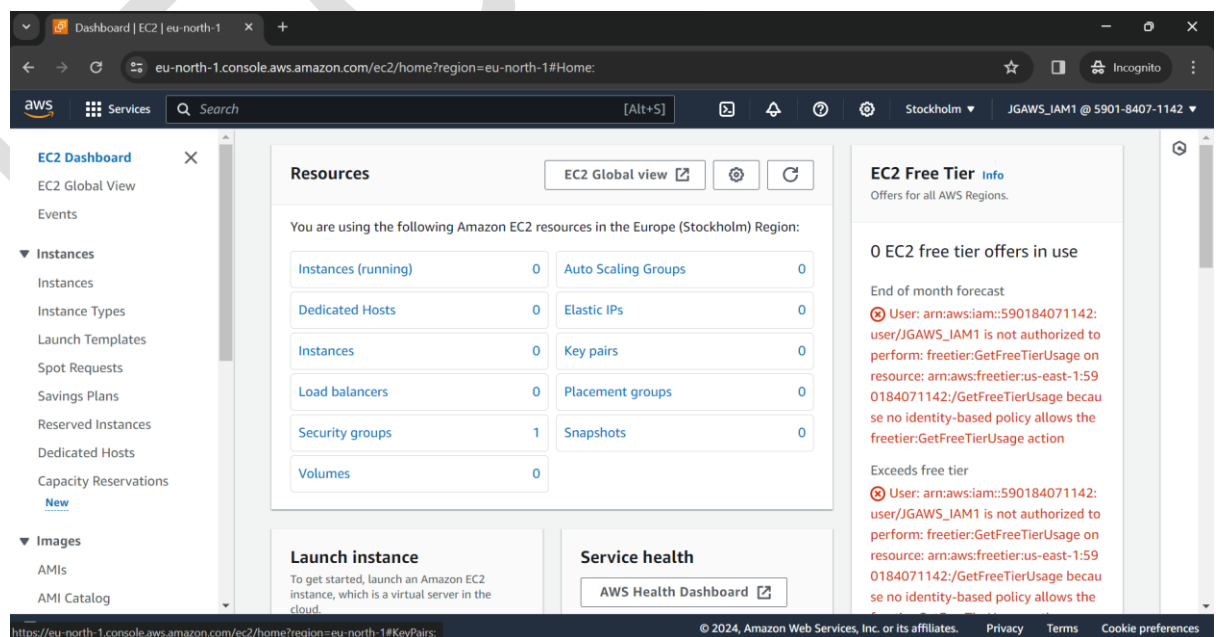 Dashboard | EC2 | eu-north-1
eu-north-1.console.aws.amazon.com/ec2/home?region=eu-north-1#Home:
Incognito
aws
Services
Search
[Alt+S]
Stockholm
JGAWS_IAM1 @ 5901-8407-1142
EC2 Dashboard
EC2 Global View
Events
Instances
Instances
Instance Types
Launch Templates
Spot Requests
Savings Plans
Reserved Instances
Dedicated Hosts
Capacity Reservations
New
Images
AMIs
AMI Catalog
Resources
EC2 Global view
You are using the following Amazon EC2 resources in the Europe (Stockholm) Region:
Instances (running) 0
Auto Scaling Groups 0
Dedicated Hosts 0
Elastic IPs 0
Instances 0
Key pairs 0
Load balancers 0
Placement groups 0
Security groups 1
Snapshots 0
Volumes 0
Launch instance
To get started, launch an Amazon EC2
instance, which is a virtual server in the
cloud.
Service health
AWS Health Dashboard
EC2 Free Tier Info
Offers for all AWS Regions.
0 EC2 free tier offers in use
End of month forecast
User: arn:aws:iam::590184071142:
user/JGAWS_IAM1 is not authorized to
perform: freetier:GetFreeTierUsage on
resource: arn:aws:freetier:us-east-1:59
0184071142:/GetFreeTierUsage becau
se no identity-based policy allows the
freetier:GetFreeTierUsage action
Exceeds free tier
User: arn:aws:iam::590184071142:
user/JGAWS_IAM1 is not authorized to
perform: freetier:GetFreeTierUsage on
resource: arn:aws:freetier:us-east-1:59
0184071142:/GetFreeTierUsage becau
se no identity-based policy allows the
https://eu-north-1.console.aws.amazon.com/ec2/home?region=eu-north-1#KeyPairs:
© 2024, Amazon Web Services, Inc. or its affiliates.
Privacy
Terms
Cookie preferences